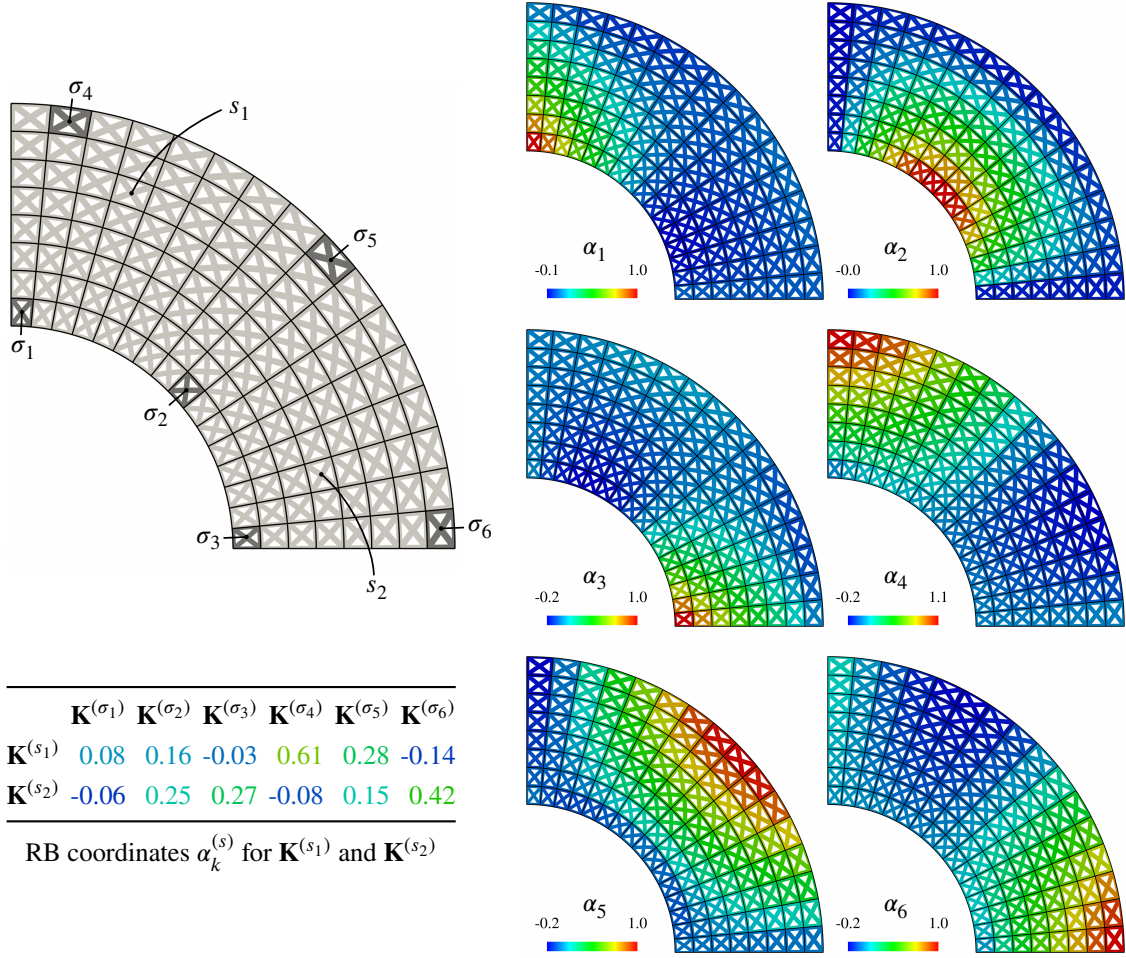 σ4
s1
σ5
σ1
σ2
σ3
σ6
s2
K^(σ1) K^(σ2) K^(σ3) K^(σ4) K^(σ5) K^(σ6)
K^(s1) 0.08 0.16 -0.03 0.61 0.28 -0.14
K^(s2) -0.06 0.25 0.27 -0.08 0.15 0.42
RB coordinates α_k^(s) for K^(s1) and K^(s2)
α1
-0.1 1.0
α2
-0.0 1.0
α3
-0.2 1.0
α4
-0.2 1.1
α5
-0.2 1.0
α6
-0.2 1.0